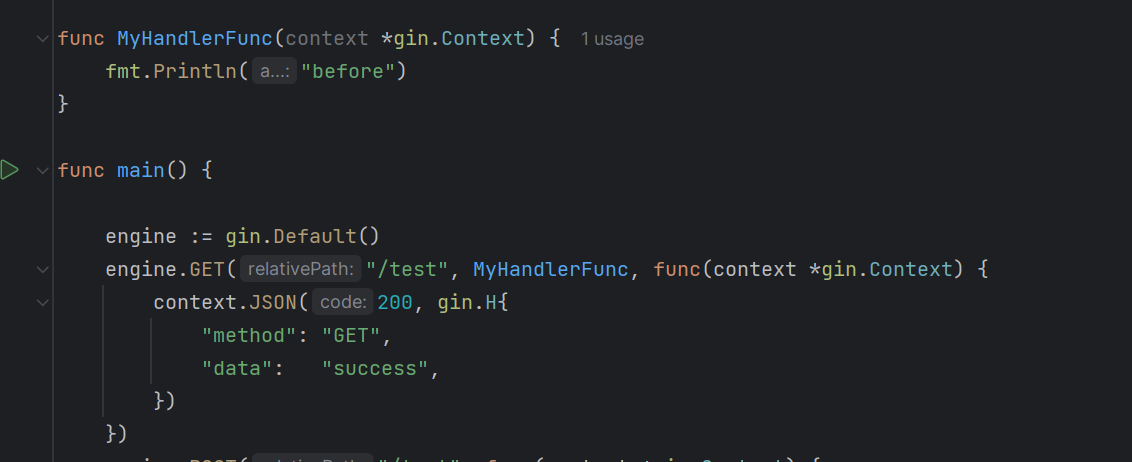 func MyHandlerFunc(context *gin.Context) { 1 usage
    fmt.Println( a...: "before")
}
func main() {
    engine := gin.Default()
    engine.GET( relativePath: "/test", MyHandlerFunc, func(context *gin.Context) {
        context.JSON( code: 200, gin.H{
            "method": "GET",
            "data":   "success",
        })
    })